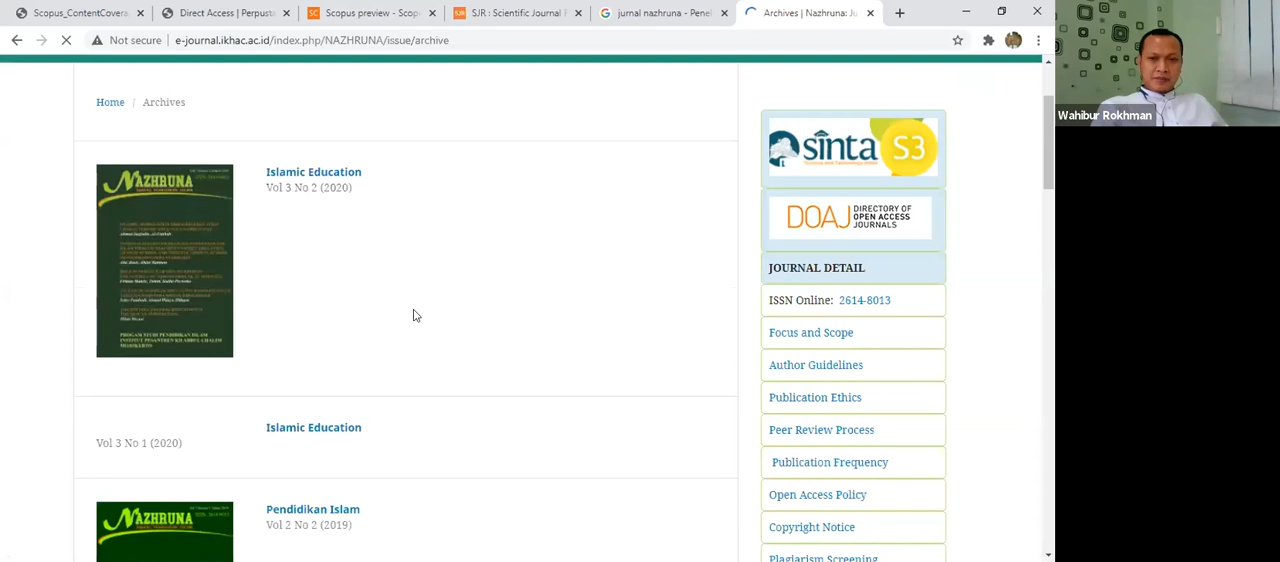 Scopus_ContentCovera
Direct Access | Perpusta
Scopus preview - Scop
SJR : Scientific Journal R
jurnal nazhruna - Penel
Archives | Nazhruna: Ju
Not secure
e-journal.ikhac.ac.id/index.php/NAZHRUNA/issue/archive
Wahibur Rokhman
Home / Archives
NAZHRUNA
Islamic Education
Vol 3 No 2 (2020)
Islamic Education
Vol 3 No 1 (2020)
NAZHRUNA
Pendidikan Islam
Vol 2 No 2 (2019)
sinta S3
DOAJ DIRECTORY OF
OPEN ACCESS
JOURNALS
JOURNAL DETAIL
ISSN Online: 2614-8013
Focus and Scope
Author Guidelines
Publication Ethics
Peer Review Process
Publication Frequency
Open Access Policy
Copyright Notice
Plagiarism Screening